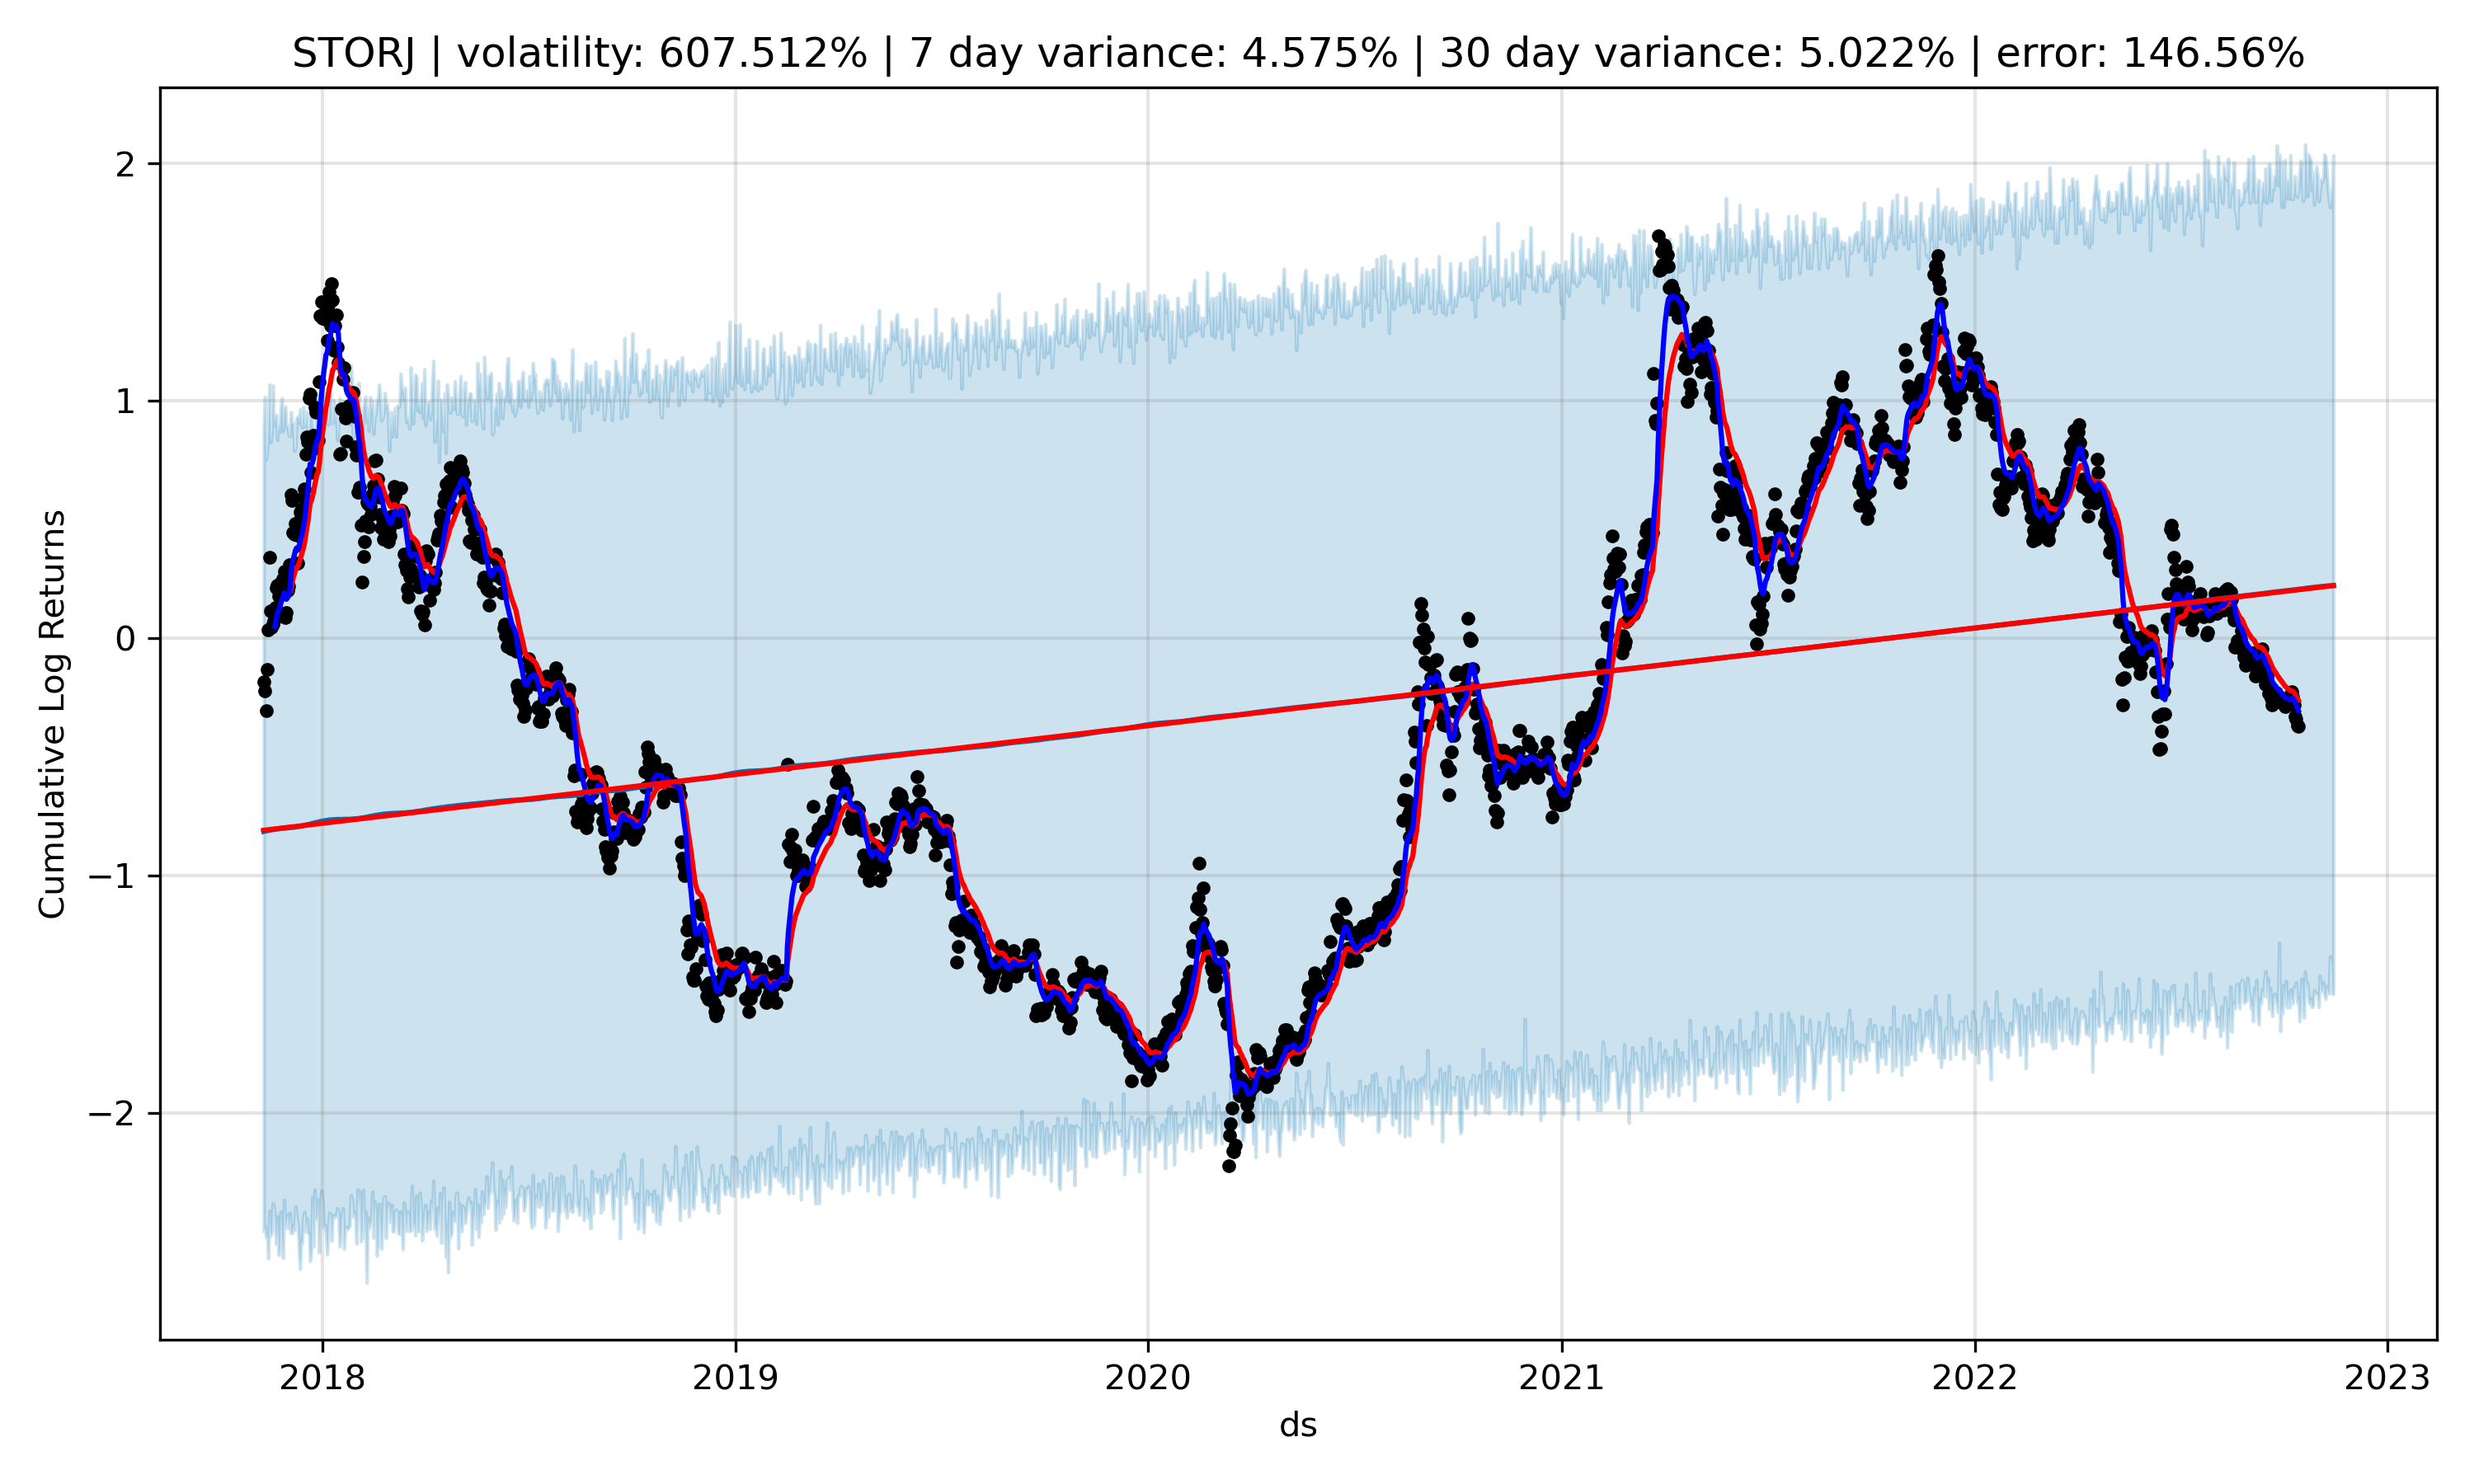 STORJ | volatility: 607.512% | 7 day variance: 4.575% | 30 day variance: 5.022% | error: 146.56%
Cumulative Log Returns
2
1
0
−1
−2
2018 2019 2020 2021 2022 2023
ds